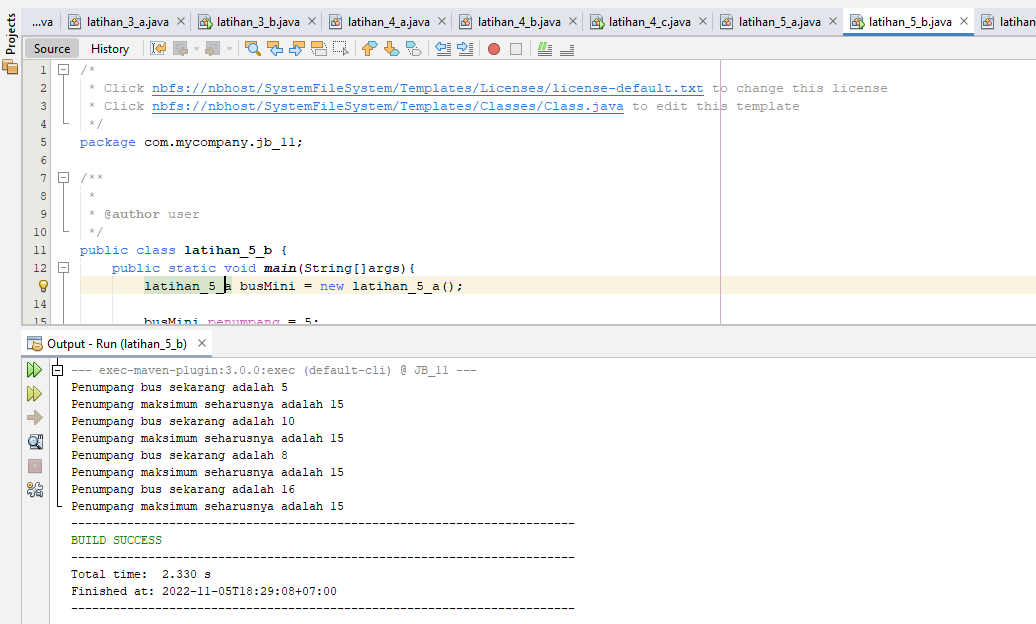 Projects
...va latihan_3_a.java latihan_3_b.java latihan_4_a.java latihan_4_b.java latihan_4_c.java latihan_5_a.java latihan_5_b.java latihan
Source History
1 /*
2 * Click nbfs://nbhost/SystemFileSystem/Templates/Licenses/license-default.txt to change this license
3 * Click nbfs://nbhost/SystemFileSystem/Templates/Classes/Class.java to edit this template
4 */
5 package com.mycompany.jb_11;
6
7 /**
8 *
9 * @author user
10 */
11 public class latihan_5_b {
12 public static void main(String[]args){
latihan_5_a busMini = new latihan_5_a();
14
15 busMini.penumpang = 5;
Output - Run (latihan_5_b)
--- exec-maven-plugin:3.0.0:exec (default-cli) @ JB_11 ---
Penumpang bus sekarang adalah 5
Penumpang maksimum seharusnya adalah 15
Penumpang bus sekarang adalah 10
Penumpang maksimum seharusnya adalah 15
Penumpang bus sekarang adalah 8
Penumpang maksimum seharusnya adalah 15
Penumpang bus sekarang adalah 16
Penumpang maksimum seharusnya adalah 15
------------------------------------------------------------------------
BUILD SUCCESS
------------------------------------------------------------------------
Total time: 2.330 s
Finished at: 2022-11-05T18:29:08+07:00
------------------------------------------------------------------------